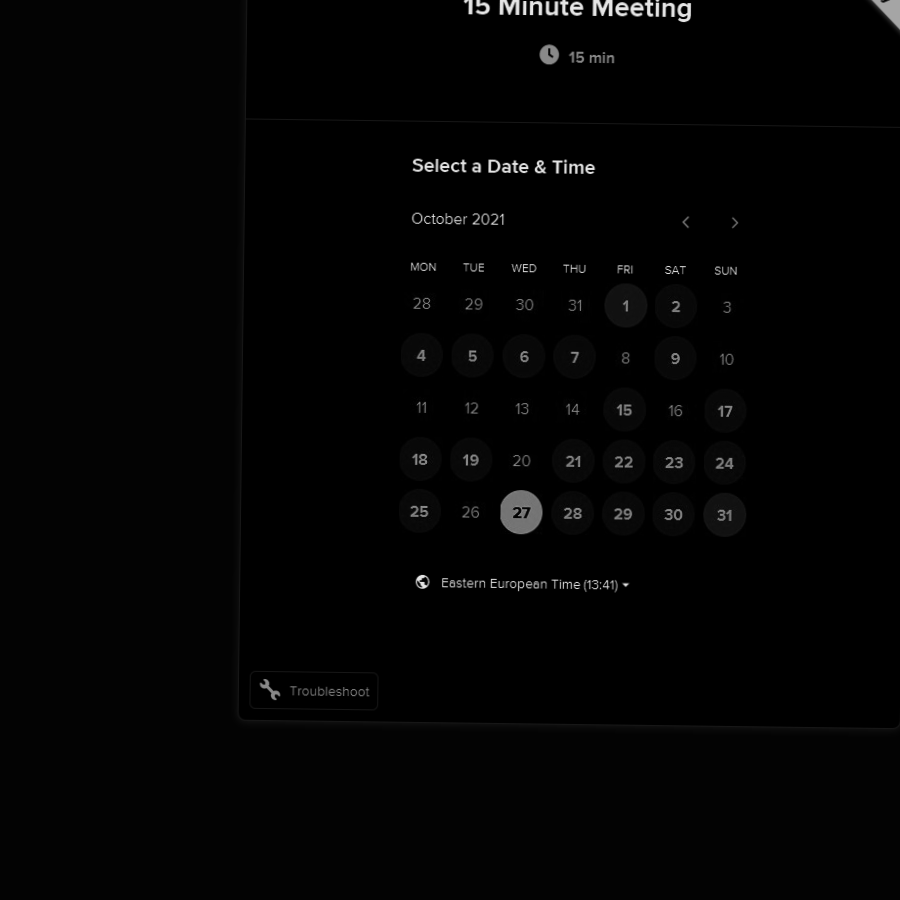 15 Minute Meeting
15 min
Select a Date & Time
October 2021
MON TUE WED THU FRI SAT SUN
28 29 30 31 1 2 3
4 5 6 7 8 9 10
11 12 13 14 15 16 17
18 19 20 21 22 23 24
25 26 27 28 29 30 31
Eastern European Time (13:41)
Troubleshoot